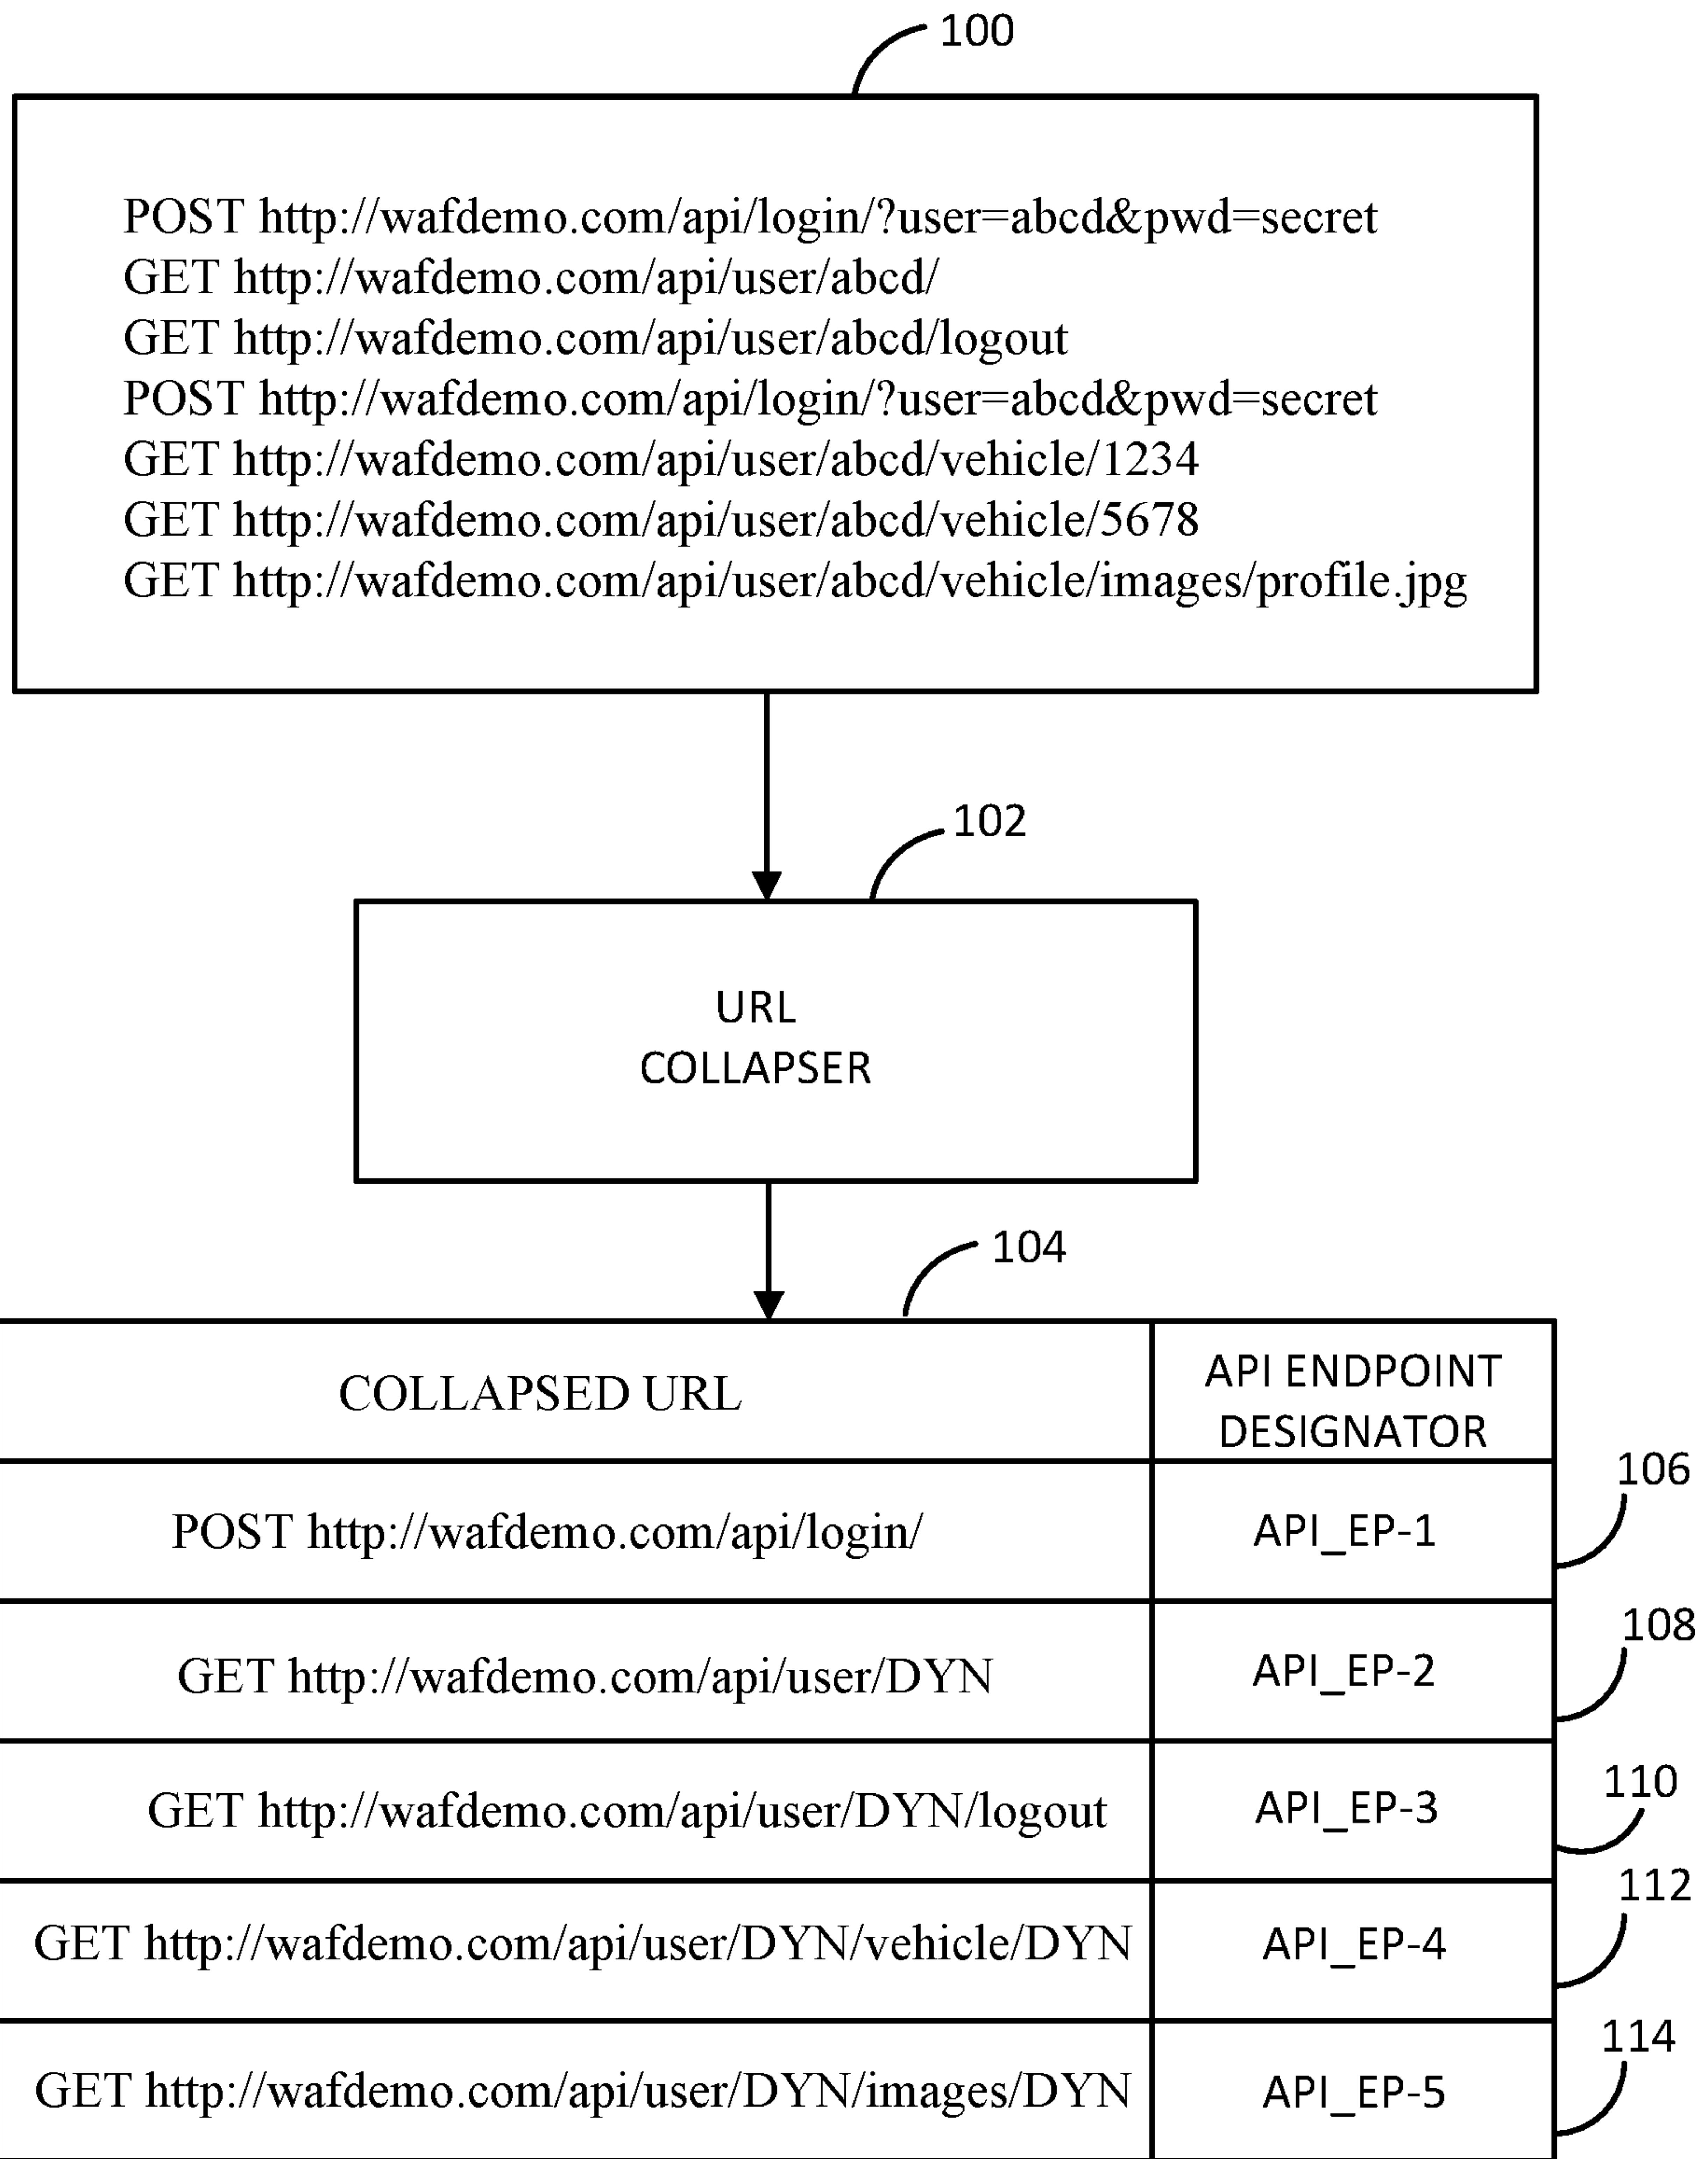 100
POST http://wafdemo.com/api/login/?user=abcd&pwd=secret
GET http://wafdemo.com/api/user/abcd/
GET http://wafdemo.com/api/user/abcd/logout
POST http://wafdemo.com/api/login/?user=abcd&pwd=secret
GET http://wafdemo.com/api/user/abcd/vehicle/1234
GET http://wafdemo.com/api/user/abcd/vehicle/5678
GET http://wafdemo.com/api/user/abcd/vehicle/images/profile.jpg
102
URL
COLLAPSER
104
COLLAPSED URL
API ENDPOINT
DESIGNATOR
106
POST http://wafdemo.com/api/login/
API_EP-1
108
GET http://wafdemo.com/api/user/DYN
API_EP-2
110
GET http://wafdemo.com/api/user/DYN/logout
API_EP-3
112
GET http://wafdemo.com/api/user/DYN/vehicle/DYN
API_EP-4
114
GET http://wafdemo.com/api/user/DYN/images/DYN
API_EP-5